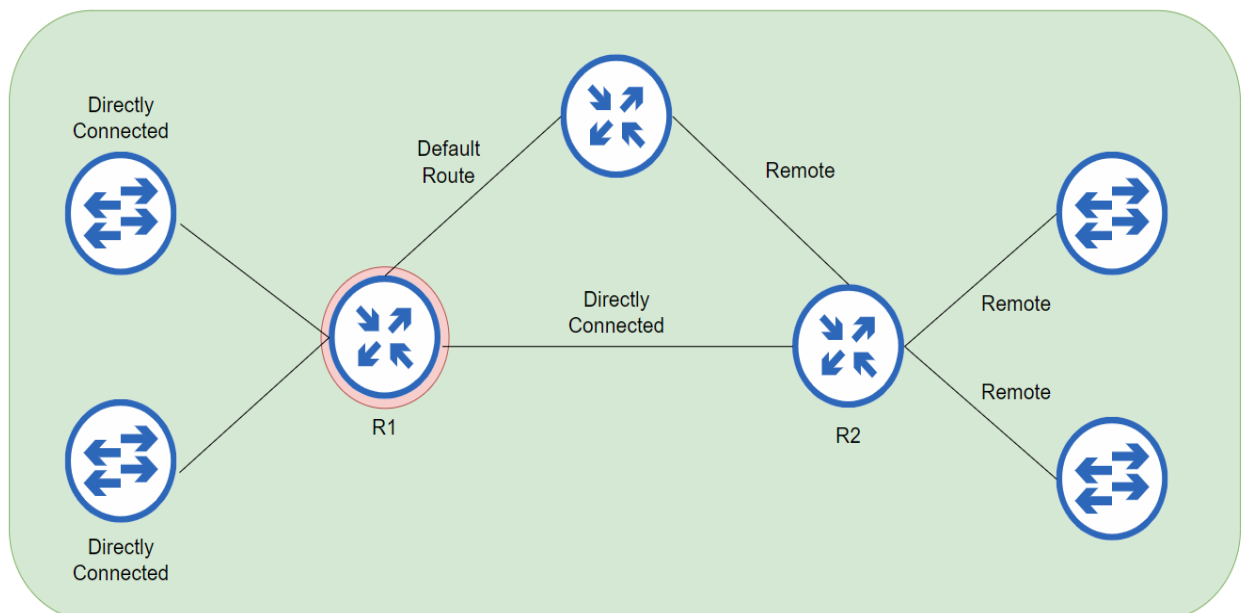 Directly
Connected
Default
Route
Remote
Directly
Connected
Remote
Remote
R1
R2
Directly
Connected